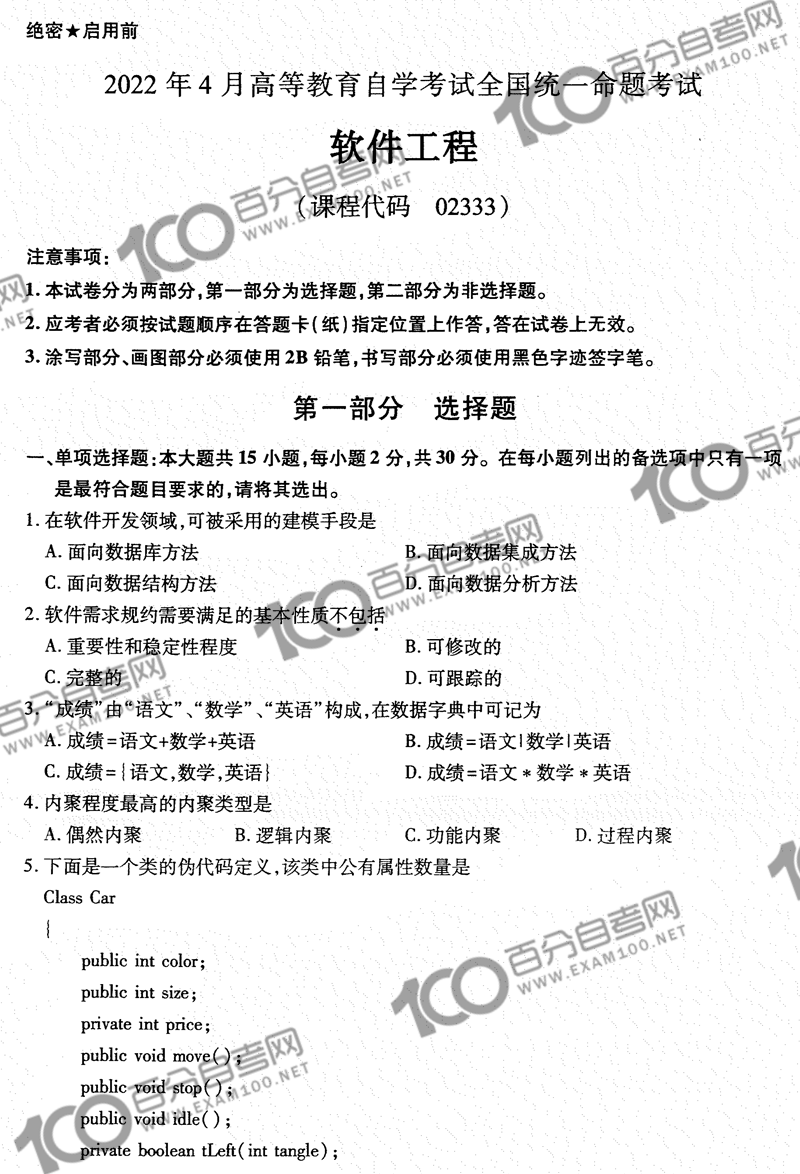 绝密★启用前
2022 年 4 月高等教育自学考试全国统一命题考试
软件工程
(课程代码 02333)
注意事项:
1. 本试卷分为两部分,第一部分为选择题,第二部分为非选择题。
2. 应考者必须按试题顺序在答题卡(纸)指定位置上作答,答在试卷上无效。
3. 涂写部分、画图部分必须使用 2B 铅笔,书写部分必须使用黑色字迹签字笔。
第一部分 选择题
一、单项选择题:本大题共 15 小题,每小题 2 分,共 30 分。在每小题列出的备选项中只有一项
是最符合题目要求的,请将其选出。
1. 在软件开发领域,可被采用的建模手段是
A. 面向数据库方法 B. 面向数据集成方法
C. 面向数据结构方法 D. 面向数据分析方法
2. 软件需求规约需要满足的基本性质不包括
A. 重要性和稳定性程度 B. 可修改的
C. 完整的 D. 可跟踪的
3. “成绩”由“语文”、“数学”、“英语”构成,在数据字典中可记为
A. 成绩=语文+数学+英语 B. 成绩=语文|数学|英语
C. 成绩={语文,数学,英语} D. 成绩=语文*数学*英语
4. 内聚程度最高的内聚类型是
A. 偶然内聚 B. 逻辑内聚 C. 功能内聚 D. 过程内聚
5. 下面是一个类的伪代码定义,该类中公有属性数量是
Class Car
{
public int color;
public int size;
private int price;
public void move();
public void stop();
public void idle();
private boolean tLeft(int tangle);
100百分自考网
WWW.EXAM100.NET